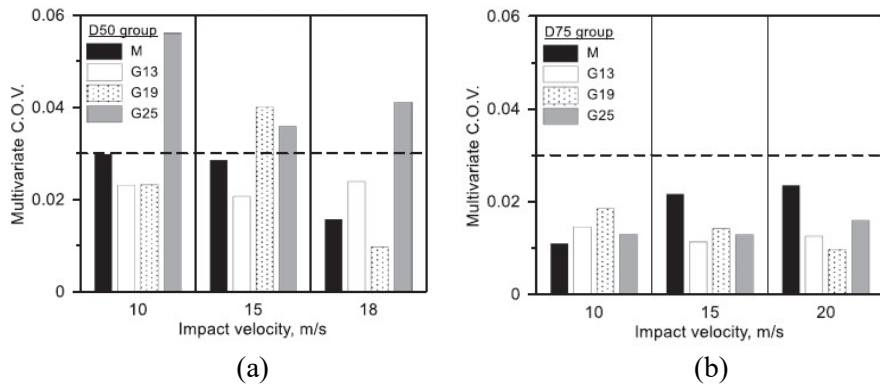 0.06
0.04
0.02
0
Multivariate C.O.V.
D50 group
M
G13
G19
G25
10
15
18
Impact velocity, m/s
(a)
0.06
0.04
0.02
0
Multivariate C.O.V.
D75 group
M
G13
G19
G25
10
15
20
Impact velocity, m/s
(b)